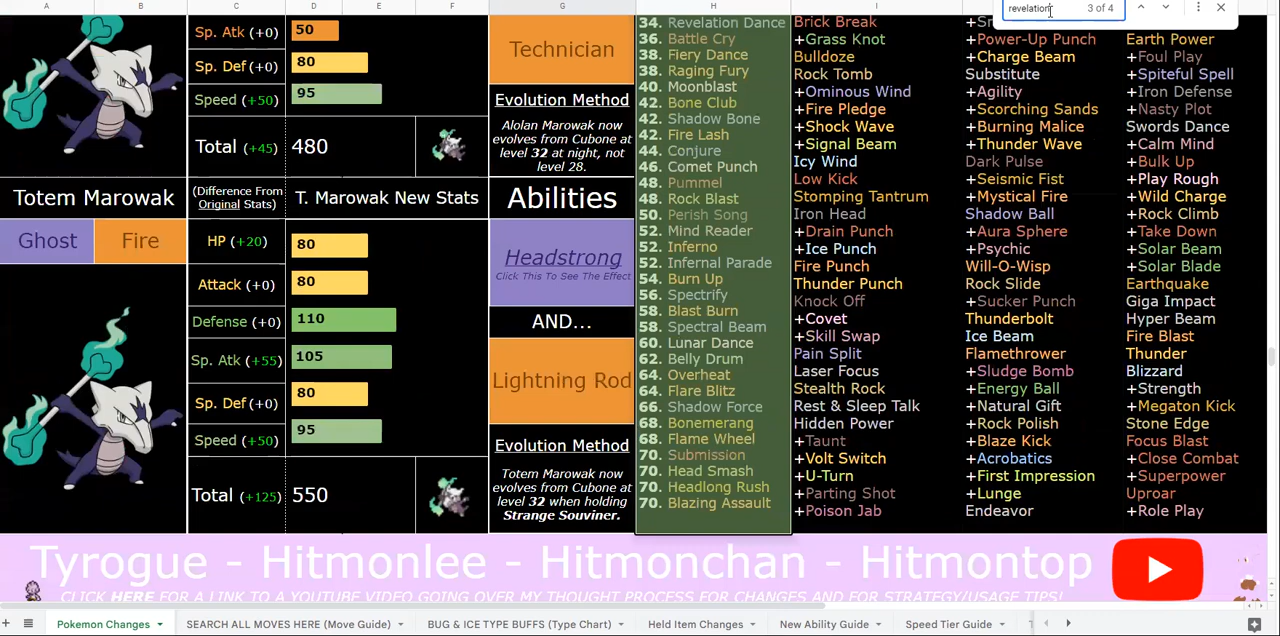 revelation 3 of 4
A B C D E F G H I
Sp. Atk (+0) 50
Sp. Def (+0) 80
Speed (+50) 95
Total (+45) 480
Technician
Evolution Method
Alolan Marowak now
evolves from Cubone at
level 32 at night, not
level 28.
Totem Marowak
(Difference From
Original Stats)
T. Marowak New Stats
Abilities
Ghost Fire
HP (+20) 80
Attack (+0) 80
Defense (+0) 110
Sp. Atk (+55) 105
Sp. Def (+0) 80
Speed (+50) 95
Total (+125) 550
Headstrong
Click This To See The Effect
AND...
Lightning Rod
Evolution Method
Totem Marowak now
evolves from Cubone at
level 32 when holding
Strange Souviner.
34. Revelation Dance
36. Battle Cry
38. Fiery Dance
38. Raging Fury
40. Moonblast
42. Bone Club
42. Shadow Bone
42. Fire Lash
44. Conjure
46. Comet Punch
48. Pummel
48. Rock Blast
50. Perish Song
52. Mind Reader
52. Inferno
52. Infernal Parade
54. Burn Up
56. Spectrify
58. Blast Burn
58. Spectral Beam
60. Lunar Dance
62. Belly Drum
64. Overheat
64. Flare Blitz
66. Shadow Force
68. Bonemerang
68. Flame Wheel
70. Submission
70. Head Smash
70. Headlong Rush
70. Blazing Assault
Brick Break
+Grass Knot
Bulldoze
Rock Tomb
+Ominous Wind
+Fire Pledge
+Shock Wave
+Signal Beam
Icy Wind
Low Kick
Stomping Tantrum
Iron Head
+Drain Punch
+Ice Punch
Fire Punch
Thunder Punch
Knock Off
+Covet
+Skill Swap
Pain Split
Laser Focus
Stealth Rock
Rest & Sleep Talk
Hidden Power
+Taunt
+Volt Switch
+U-Turn
+Parting Shot
+Poison Jab
+Power-Up Punch
+Charge Beam
Substitute
+Agility
+Scorching Sands
+Burning Malice
+Thunder Wave
Dark Pulse
+Seismic Fist
+Mystical Fire
Shadow Ball
+Aura Sphere
+Psychic
Will-O-Wisp
Rock Slide
+Sucker Punch
Thunderbolt
Ice Beam
Flamethrower
+Sludge Bomb
+Energy Ball
+Natural Gift
+Rock Polish
+Blaze Kick
+Acrobatics
+First Impression
+Lunge
Endeavor
Earth Power
+Foul Play
+Spiteful Spell
+Iron Defense
+Nasty Plot
Swords Dance
+Calm Mind
+Bulk Up
+Play Rough
+Wild Charge
+Rock Climb
+Take Down
+Solar Beam
+Solar Blade
Earthquake
Giga Impact
Hyper Beam
Fire Blast
Thunder
Blizzard
+Strength
+Megaton Kick
Stone Edge
Focus Blast
+Close Combat
+Superpower
Uproar
+Role Play
Tyrogue - Hitmonlee - Hitmonchan - Hitmontop
CLICK HERE FOR A LINK TO A YOUTUBE VIDEO GOING OVER MY THOUGHT PROCESS FOR CHANGES AND FOR STRATEGY/USAGE TIPS!
Pokemon Changes SEARCH ALL MOVES HERE (Move Guide) BUG & ICE TYPE BUFFS (Type Chart) Held Item Changes New Ability Guide Speed Tier Guide